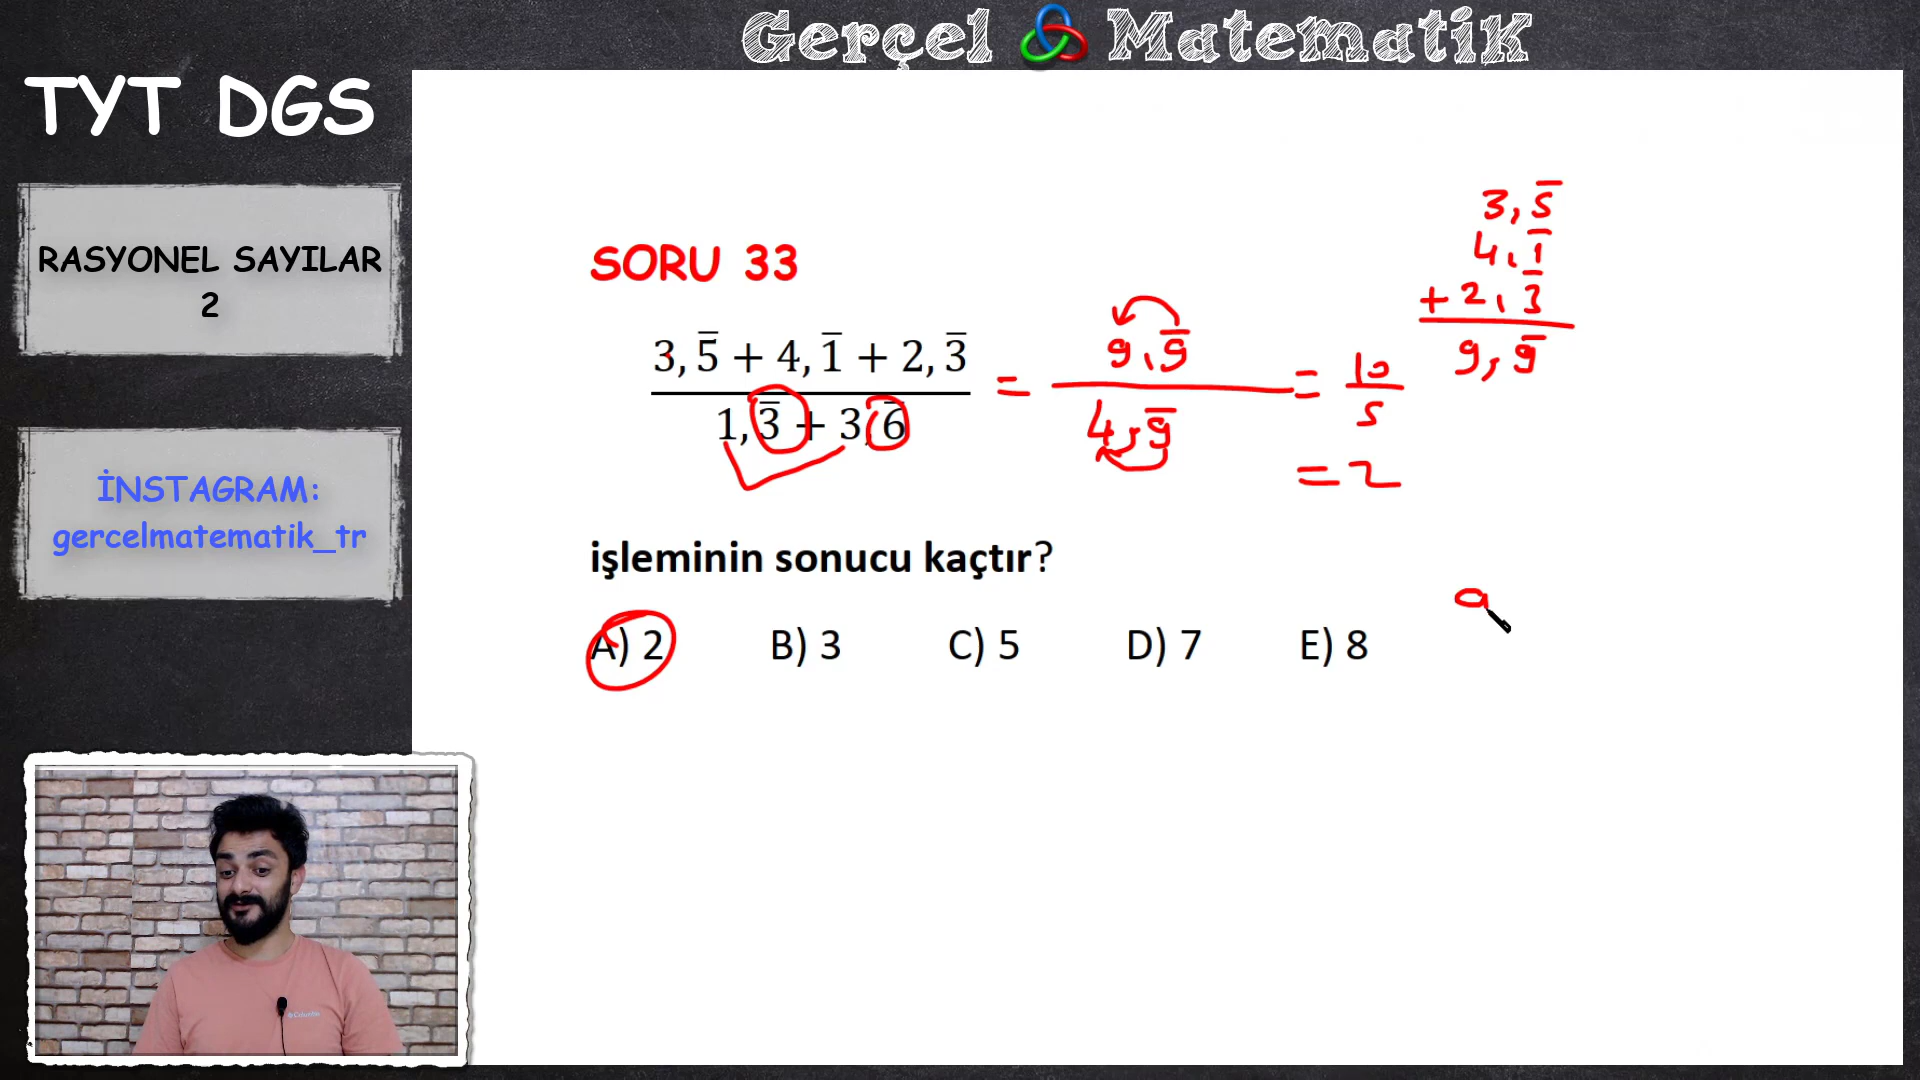 Gerçel Matematik
TYT DGS
RASYONEL SAYILAR
2
İNSTAGRAM:
gercelmatematik_tr
SORU 33
(3,5̅ + 4,1̅ + 2,3̅) / (1,3̅ + 3,6̅) = 9,9̅ / 4,9̅ = 10 / 5
= 2
3,5̅
4,1̅
+ 2,3̅
9,9̅
işleminin sonucu kaçtır?
A) 2 B) 3 C) 5 D) 7 E) 8
Columbia